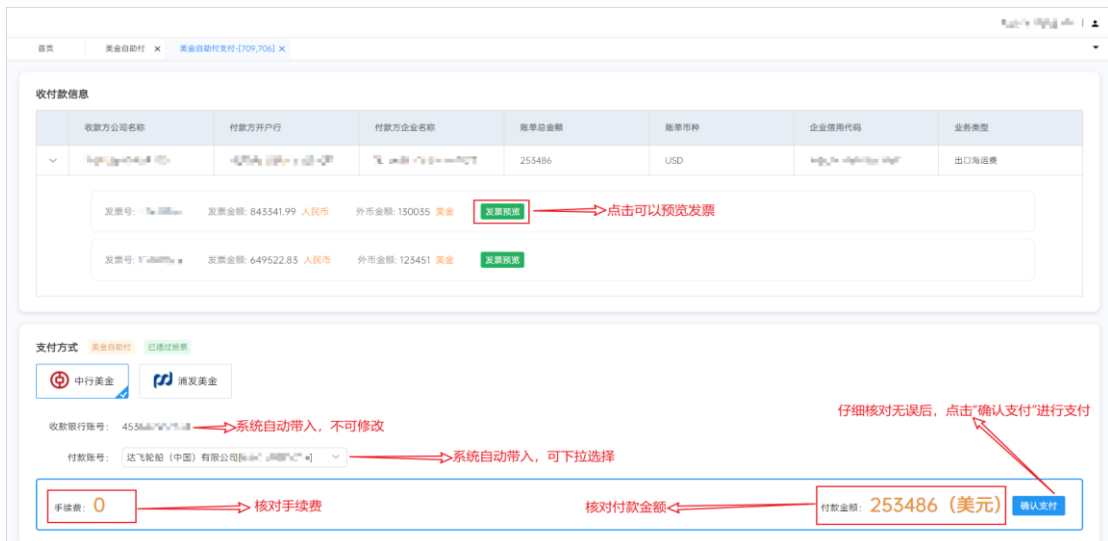 首页 美金自助付 × 美金自助付支付-[709,706] ×
收付款信息
收款方公司名称 付款方开户行 付款方企业名称 账单总金额 账单币种 企业信用代码 业务类型
253486 USD 出口海运费
发票号: 发票金额: 843341.99 人民币 外币金额: 130035 美金 发票预览 点击可以预览发票
发票号: 发票金额: 649522.83 人民币 外币金额: 123451 美金 发票预览
支付方式 美金自助付 已通过验票
中行美金 浦发美金
仔细核对无误后，点击“确认支付”进行支付
收款银行账号: 4536 系统自动带入，不可修改
付款账号: 达飞轮船（中国）有限公司[ ] 系统自动带入，可下拉选择
手续费: 0 核对手续费 核对付款金额 付款金额: 253486（美元） 确认支付